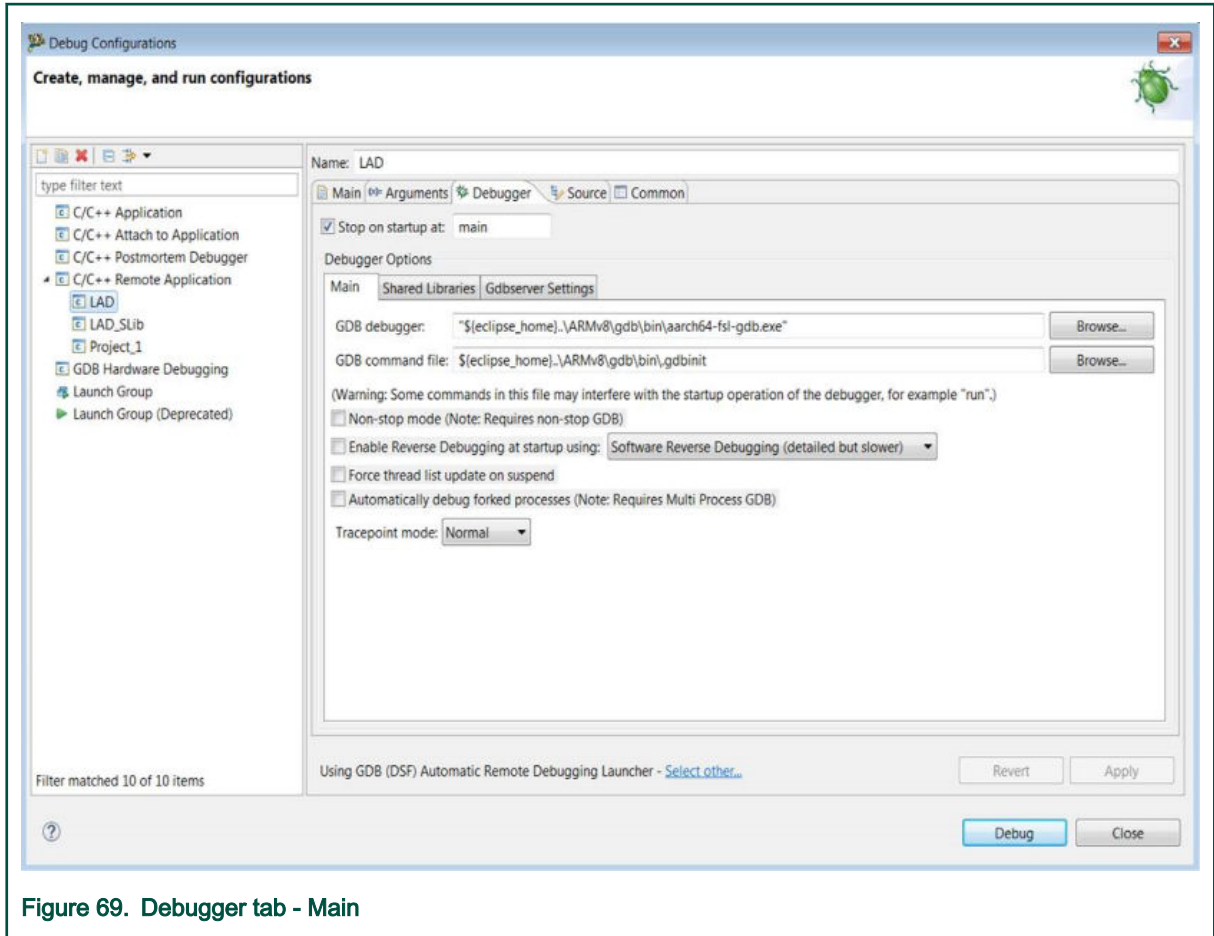 Debug Configurations
Create, manage, and run configurations
type filter text
C/C++ Application
C/C++ Attach to Application
C/C++ Postmortem Debugger
C/C++ Remote Application
LAD
LAD_SLib
Project_1
GDB Hardware Debugging
Launch Group
Launch Group (Deprecated)
Filter matched 10 of 10 items
Name: LAD
Main Arguments Debugger Source Common
Stop on startup at: main
Debugger Options
Main Shared Libraries Gdbserver Settings
GDB debugger: "${eclipse_home}..\ARMv8\gdb\bin\aarch64-fsl-gdb.exe" Browse...
GDB command file: ${eclipse_home}..\ARMv8\gdb\bin\.gdbinit Browse...
(Warning: Some commands in this file may interfere with the startup operation of the debugger, for example "run".)
Non-stop mode (Note: Requires non-stop GDB)
Enable Reverse Debugging at startup using: Software Reverse Debugging (detailed but slower)
Force thread list update on suspend
Automatically debug forked processes (Note: Requires Multi Process GDB)
Tracepoint mode: Normal
Using GDB (DSF) Automatic Remote Debugging Launcher - Select other...
Revert Apply
Debug Close
Figure 69. Debugger tab - Main